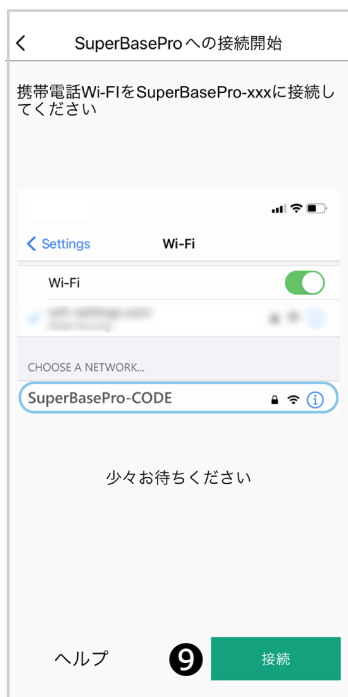 SuperBaseProへの接続開始
携帯電話Wi-FIをSuperBasePro-xxxに接続し
てください
Settings
Wi-Fi
Wi-Fi
CHOOSE A NETWORK...
SuperBasePro-CODE
少々お待ちください
ヘルプ
9
接続